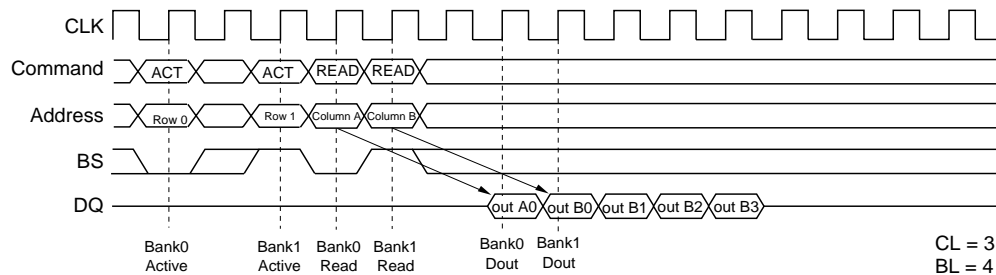 CLK
Command ACT ACT READ READ
Address Row 0 Row 1 Column A Column B
BS
DQ out A0 out B0 out B1 out B2 out B3
Bank0 Bank1 Bank0 Bank1 Bank0 Bank1
Active Active Read Read Dout Dout
CL = 3
BL = 4